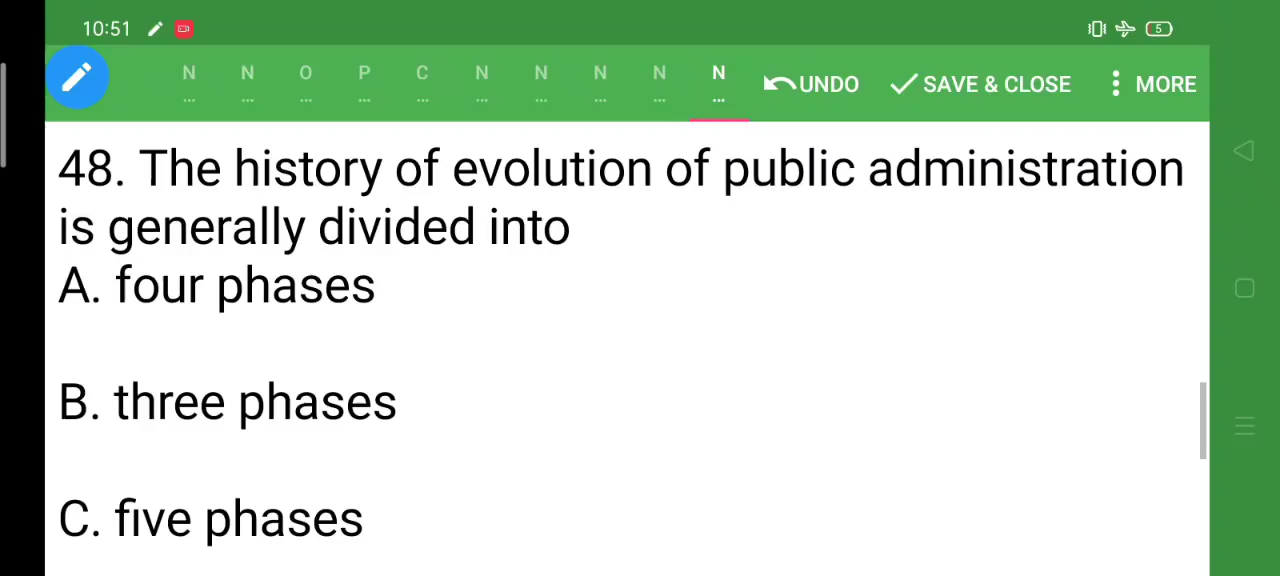 10:51 5
N N O P C N N N N N UNDO SAVE & CLOSE MORE
... ... ... ... ... ... ... ... ... ...
48. The history of evolution of public administration
is generally divided into
A. four phases
B. three phases
C. five phases